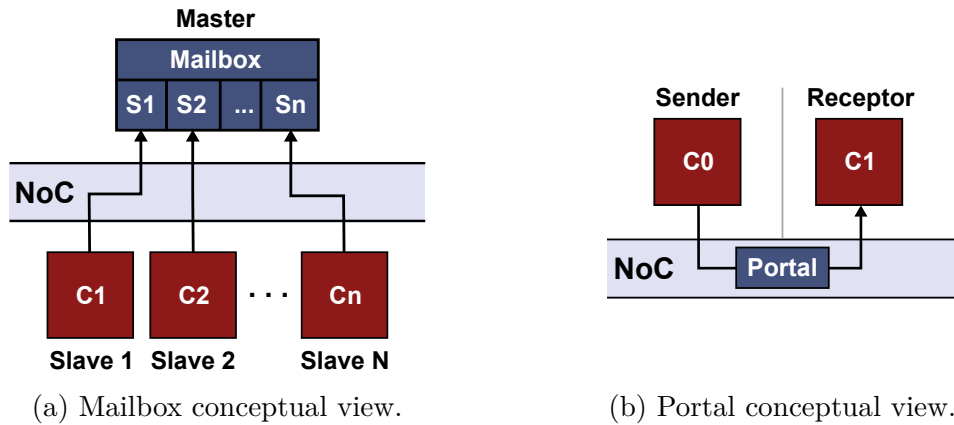 Master
Mailbox
S1 S2 ... Sn
NoC
C1 C2 . . . Cn
Slave 1 Slave 2 Slave N
(a) Mailbox conceptual view.
Sender Receptor
C0 C1
NoC Portal
(b) Portal conceptual view.